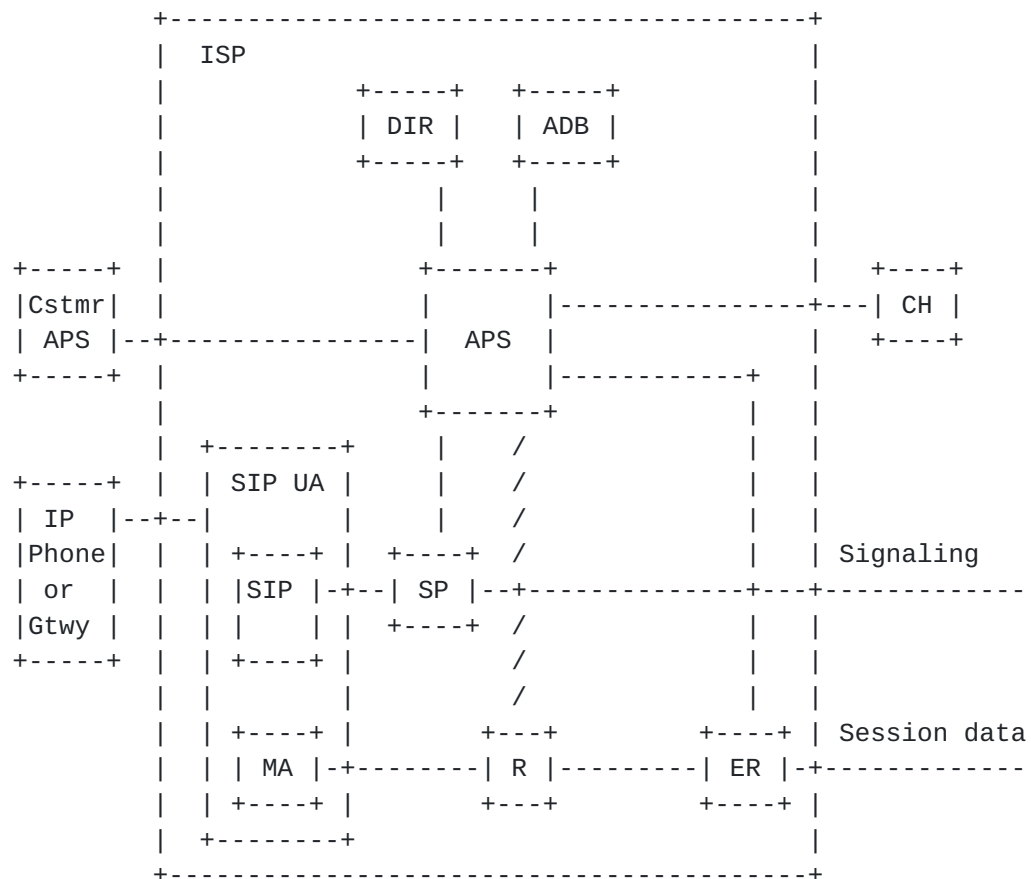 ISP
DIR ADB
Cstmr CH
APS APS
SIP UA
IP
Phone Signaling
or SIP SP
Gtwy
Session data
MA R ER